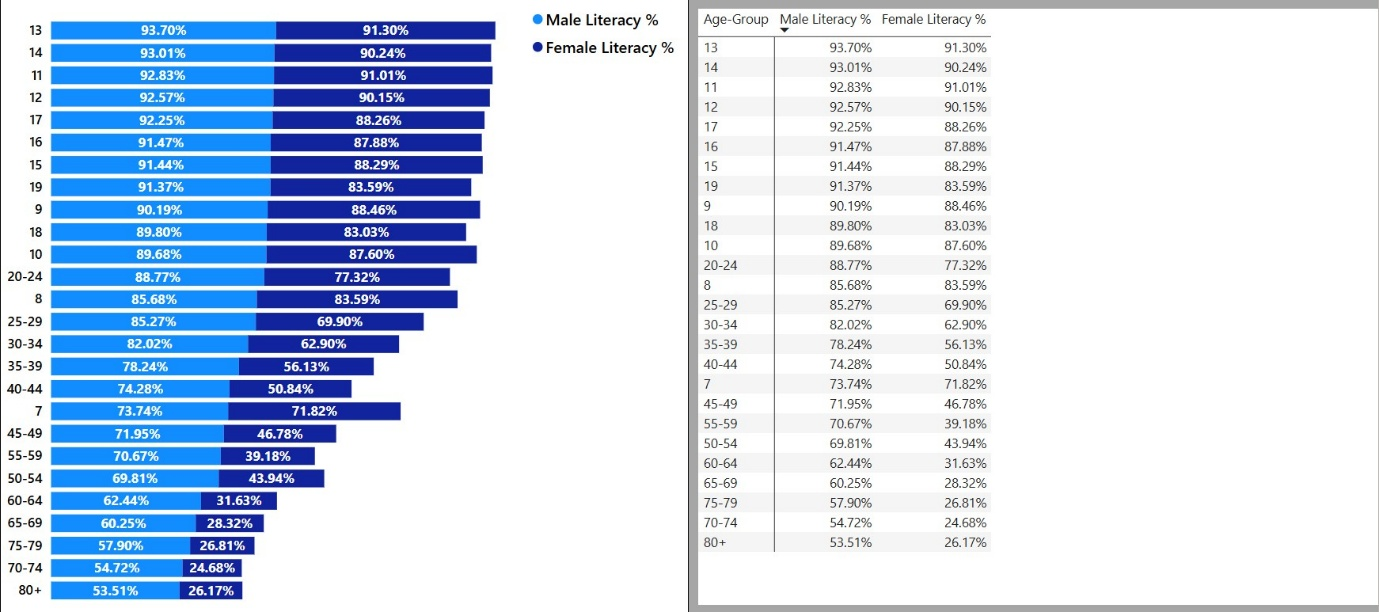 Male Literacy %
Female Literacy %
13 93.70% 91.30%
14 93.01% 90.24%
11 92.83% 91.01%
12 92.57% 90.15%
17 92.25% 88.26%
16 91.47% 87.88%
15 91.44% 88.29%
19 91.37% 83.59%
9 90.19% 88.46%
18 89.80% 83.03%
10 89.68% 87.60%
20-24 88.77% 77.32%
8 85.68% 83.59%
25-29 85.27% 69.90%
30-34 82.02% 62.90%
35-39 78.24% 56.13%
40-44 74.28% 50.84%
7 73.74% 71.82%
45-49 71.95% 46.78%
55-59 70.67% 39.18%
50-54 69.81% 43.94%
60-64 62.44% 31.63%
65-69 60.25% 28.32%
75-79 57.90% 26.81%
70-74 54.72% 24.68%
80+ 53.51% 26.17%
Age-Group Male Literacy % Female Literacy %
13 93.70% 91.30%
14 93.01% 90.24%
11 92.83% 91.01%
12 92.57% 90.15%
17 92.25% 88.26%
16 91.47% 87.88%
15 91.44% 88.29%
19 91.37% 83.59%
9 90.19% 88.46%
18 89.80% 83.03%
10 89.68% 87.60%
20-24 88.77% 77.32%
8 85.68% 83.59%
25-29 85.27% 69.90%
30-34 82.02% 62.90%
35-39 78.24% 56.13%
40-44 74.28% 50.84%
7 73.74% 71.82%
45-49 71.95% 46.78%
55-59 70.67% 39.18%
50-54 69.81% 43.94%
60-64 62.44% 31.63%
65-69 60.25% 28.32%
75-79 57.90% 26.81%
70-74 54.72% 24.68%
80+ 53.51% 26.17%